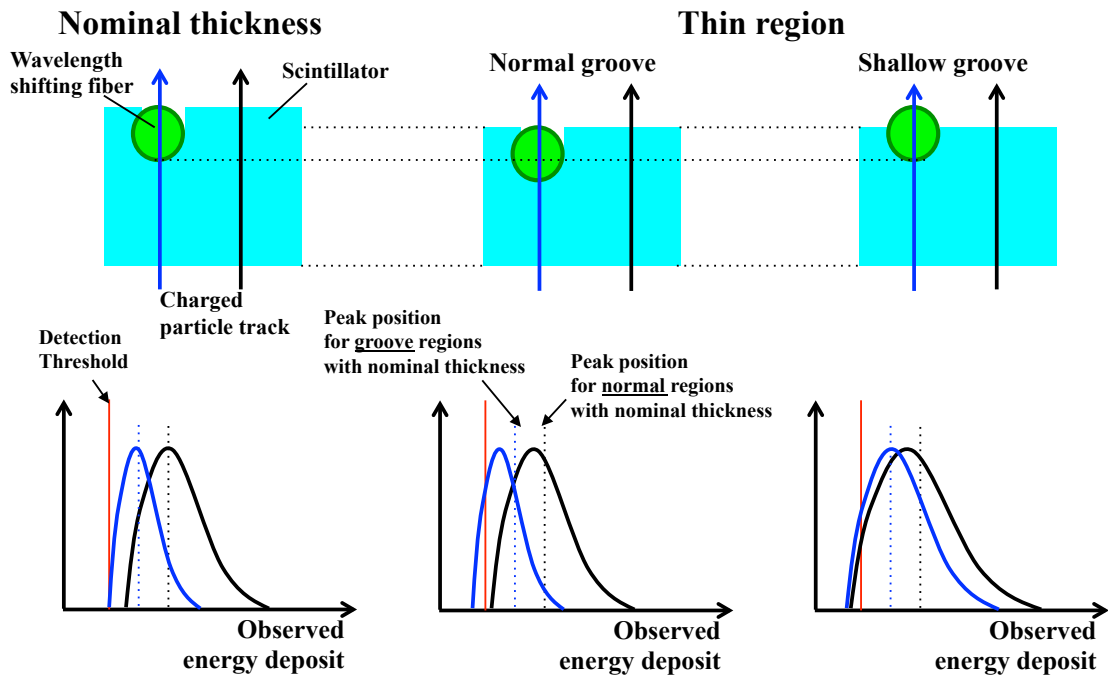 Nominal thickness
Thin region
Wavelength
shifting fiber
Scintillator
Normal groove
Shallow groove
Charged
particle track
Detection
Threshold
Peak position
for groove regions
with nominal thickness
Peak position
for normal regions
with nominal thickness
Observed
energy deposit
Observed
energy deposit
Observed
energy deposit